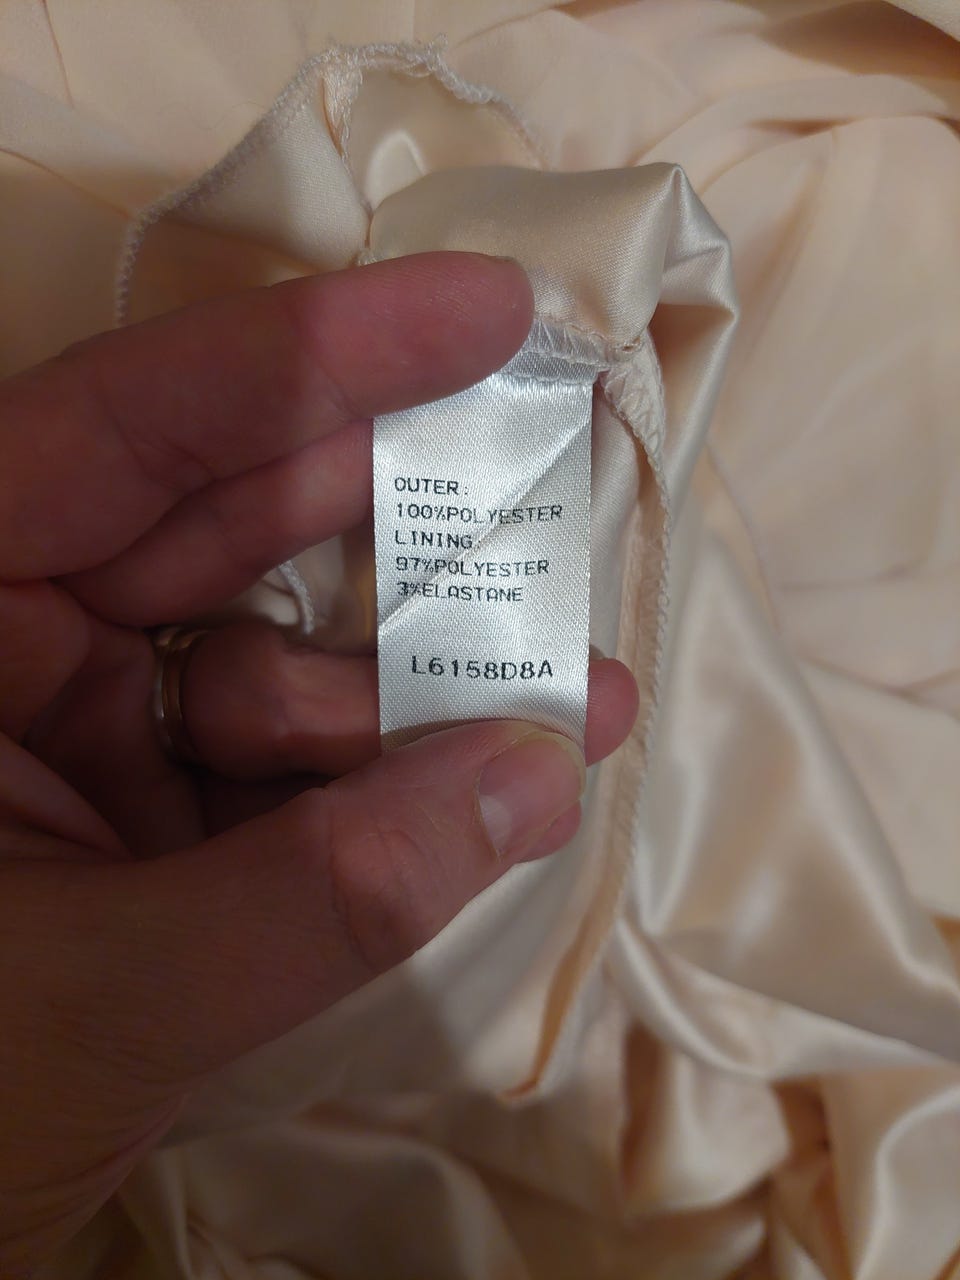 OUTER:
100%POLYESTER
LINING:
97%POLYESTER
3%ELASTANE
L6158D8A